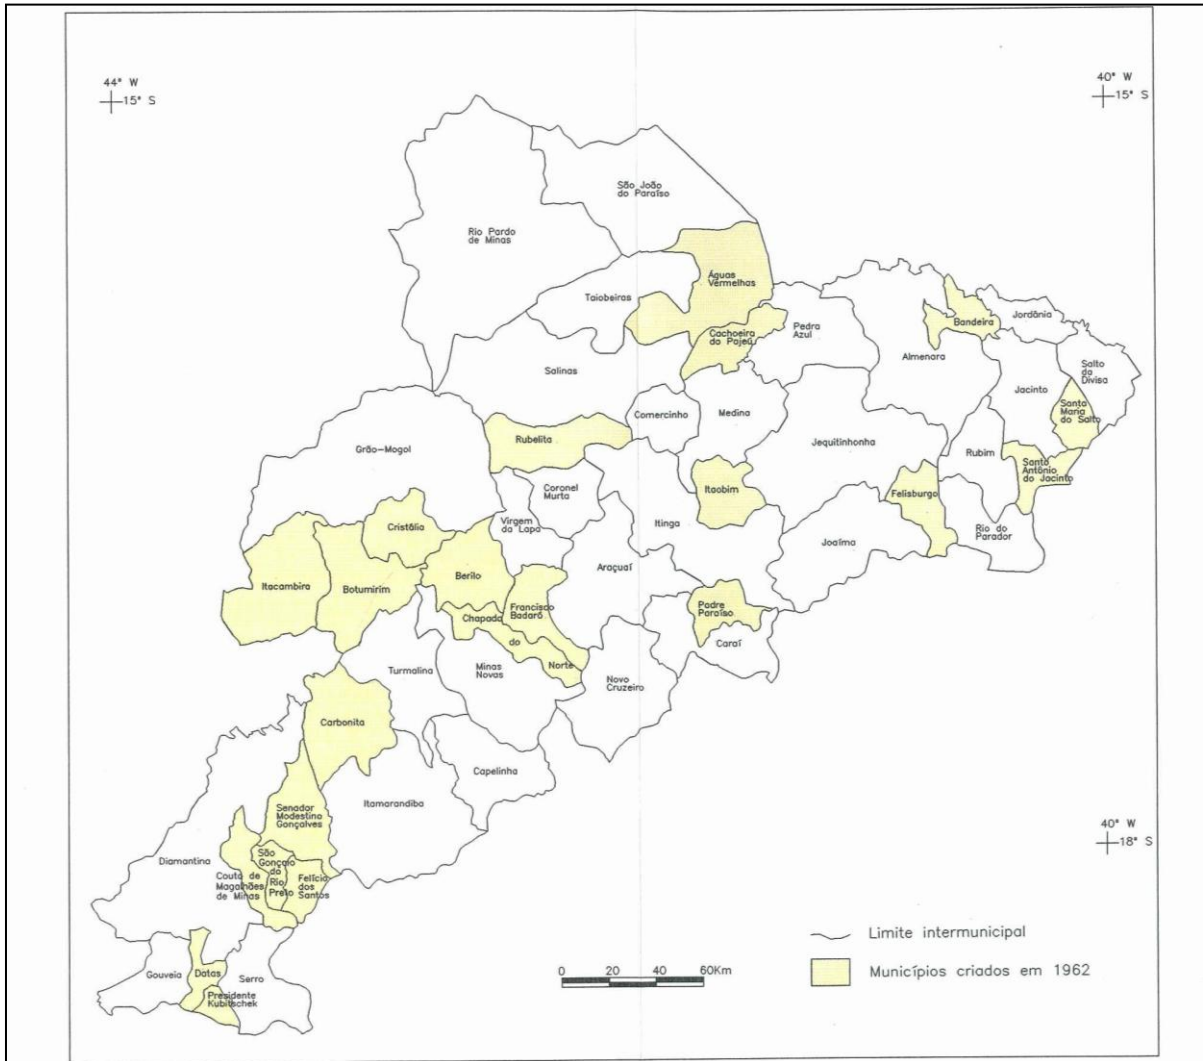 44° W
15° S
40° W
15° S
São João
do Paraíso
Rio Pardo
de Minas
Águas
Vermelhas
Taiobeiras
Cachoeira
do Pajeú
Pedra
Azul
Bandeira
Jordânia
Almenara
Salto
da
Divisa
Salinas
Jacinto
Santa
Maria
do Salto
Comercinho
Medina
Rubelita
Jequitinhonha
Grão-Mogol
Rubim
Santo
Antônio
do Jacinto
Coronel
Murta
Itaobim
Felisburgo
Virgem
da Lapa
Itinga
Cristália
Rio do
Parador
Joaíma
Araçuaí
Berilo
Itacambira
Botumirim
Francisco
Badaró
Padre
Paraíso
Chapada
do
Norte
Caraí
Turmalina
Minas
Novas
Novo
Cruzeiro
Carbonita
Capelinha
Itamarandiba
Senador
Modestino
Gonçalves
40° W
18° S
Diamantina
São
Gonçalo
do
Rio
Preto
Couto de
Magalhães
de Minas
Felício
dos
Santos
Gouveia
Datas
Serro
Presidente
Kubitschek
0 20 40 60Km
Limite intermunicipal
Municípios criados em 1962